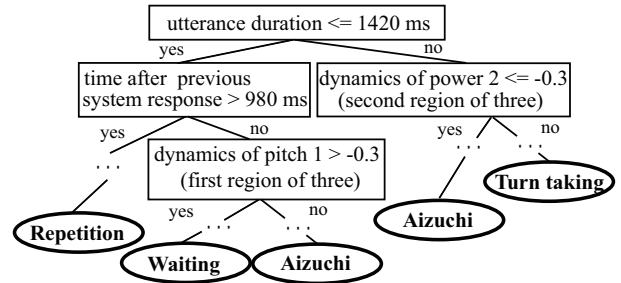 utterance duration <= 1420 ms
yes
no
time after previous
system response > 980 ms
dynamics of power 2 <= -0.3
(second region of three)
yes
no
yes
no
...
dynamics of pitch 1 > -0.3
(first region of three)
...
...
Turn taking
yes
no
Aizuchi
...
...
Repetition
Waiting
Aizuchi